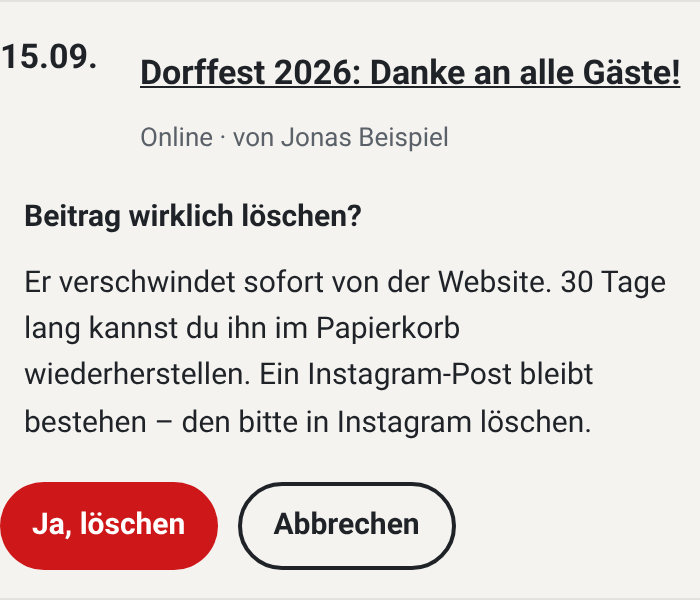 15.09.
Dorffest 2026: Danke an alle Gäste!
Online · von Jonas Beispiel
Beitrag wirklich löschen?
Er verschwindet sofort von der Website. 30 Tage
lang kannst du ihn im Papierkorb
wiederherstellen. Ein Instagram-Post bleibt
bestehen – den bitte in Instagram löschen.
Ja, löschen
Abbrechen